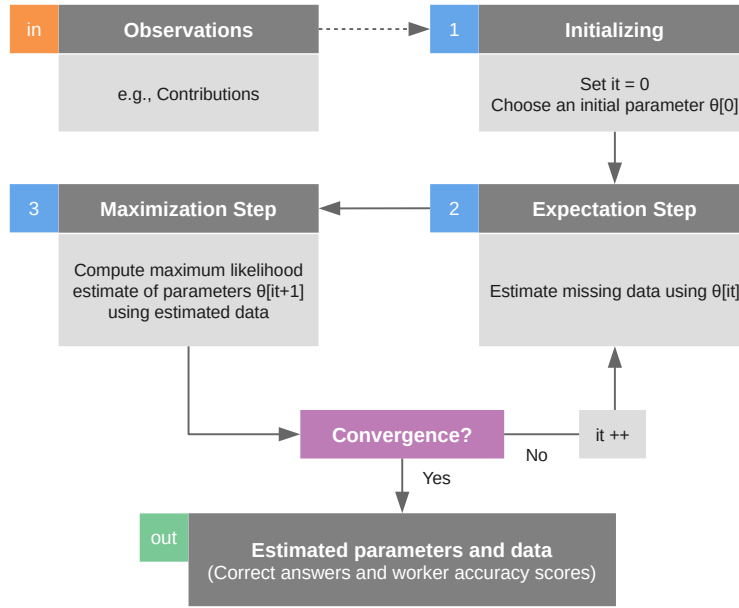 in
Observations
e.g., Contributions
1
Initializing
Set it = 0
Choose an initial parameter θ[0]
3
Maximization Step
Compute maximum likelihood
estimate of parameters θ[it+1]
using estimated data
2
Expectation Step
Estimate missing data using θ[it]
Convergence?
No
it ++
Yes
out
Estimated parameters and data
(Correct answers and worker accuracy scores)